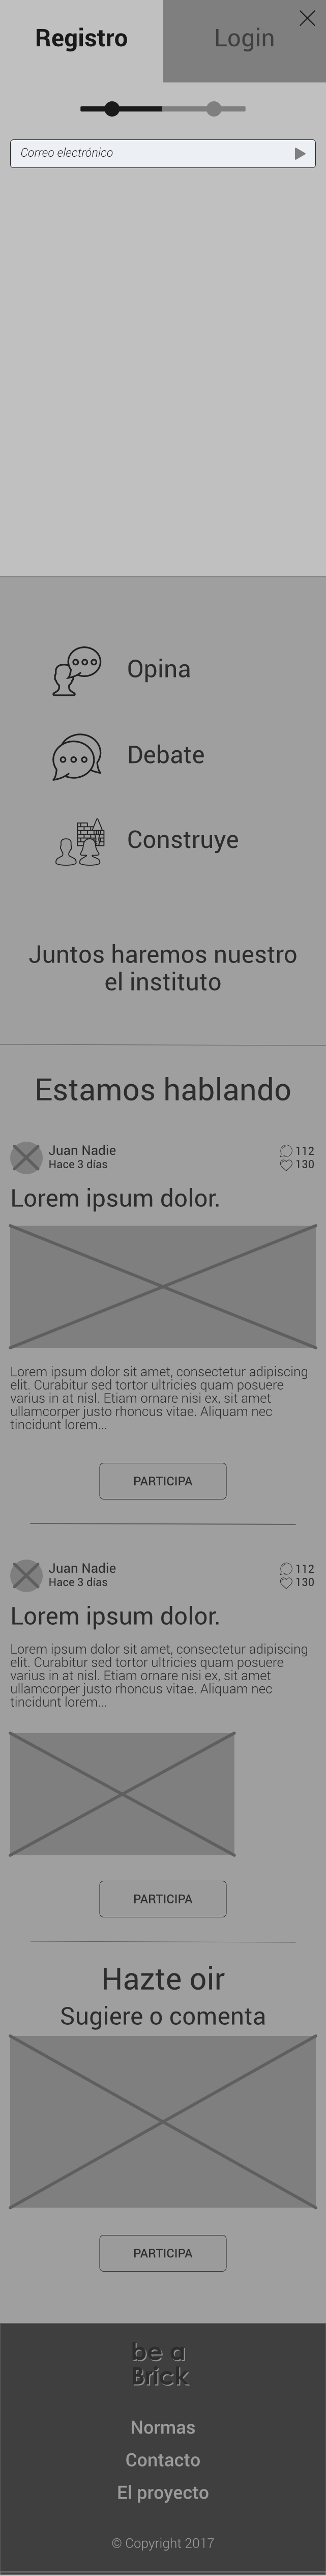 Registro
Login
Correo electrónico
Opina
Debate
Construye
Juntos haremos nuestro
el instituto
Estamos hablando
Juan Nadie
Hace 3 días
112
130
Lorem ipsum dolor.
Lorem ipsum dolor sit amet, consectetur adipiscing
elit. Curabitur sed tortor ultricies quam posuere
varius in at nisl. Etiam ornare nisi ex, sit amet
ullamcorper justo rhoncus vitae. Aliquam nec
tincidunt lorem...
PARTICIPA
Juan Nadie
Hace 3 días
112
130
Lorem ipsum dolor.
Lorem ipsum dolor sit amet, consectetur adipiscing
elit. Curabitur sed tortor ultricies quam posuere
varius in at nisl. Etiam ornare nisi ex, sit amet
ullamcorper justo rhoncus vitae. Aliquam nec
tincidunt lorem...
PARTICIPA
Hazte oir
Sugiere o comenta
PARTICIPA
be a
Brick
Normas
Contacto
El proyecto
© Copyright 2017